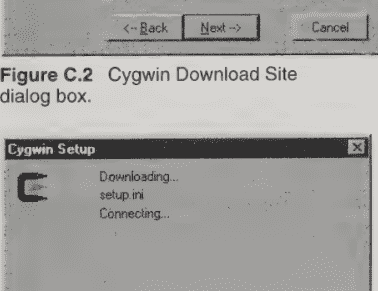 <-- Back Next --> Cancel
Figure C.2 Cygwin Download Site
dialog box.
Cygwin Setup
Downloading...
setup.ini
Connecting...